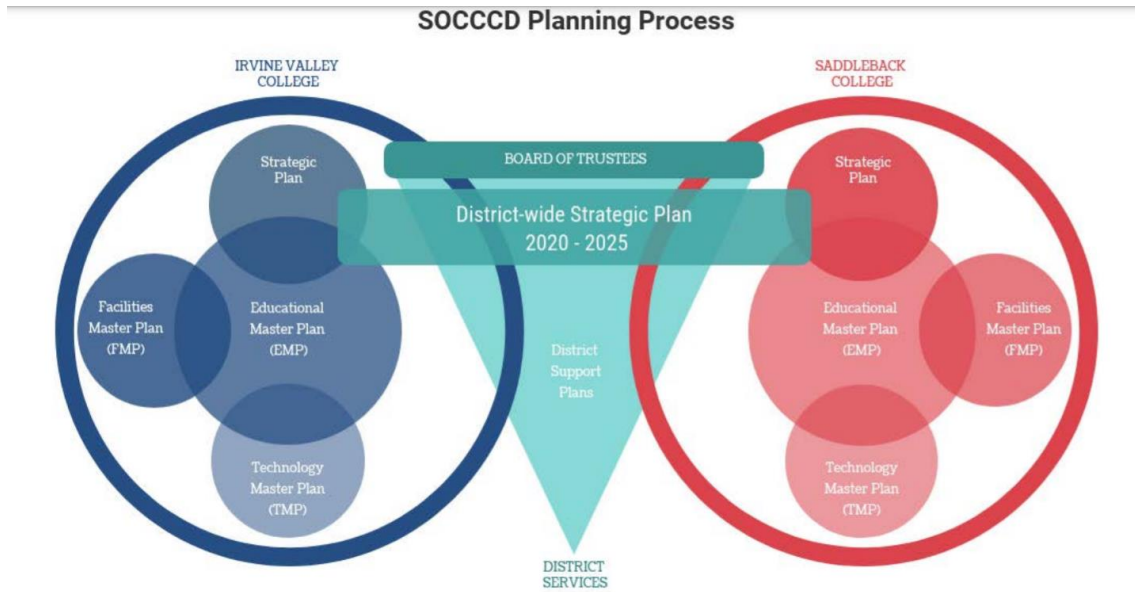 SOCCCD Planning Process
IRVINE VALLEY
COLLEGE
SADDLEBACK
COLLEGE
BOARD OF TRUSTEES
District-wide Strategic Plan
2020 - 2025
Strategic
Plan
Facilities
Master Plan
(FMP)
Educational
Master Plan
(EMP)
Technology
Master Plan
(TMP)
District
Support
Plans
Strategic
Plan
Educational
Master Plan
(EMP)
Facilities
Master Plan
(FMP)
Technology
Master Plan
(TMP)
DISTRICT
SERVICES